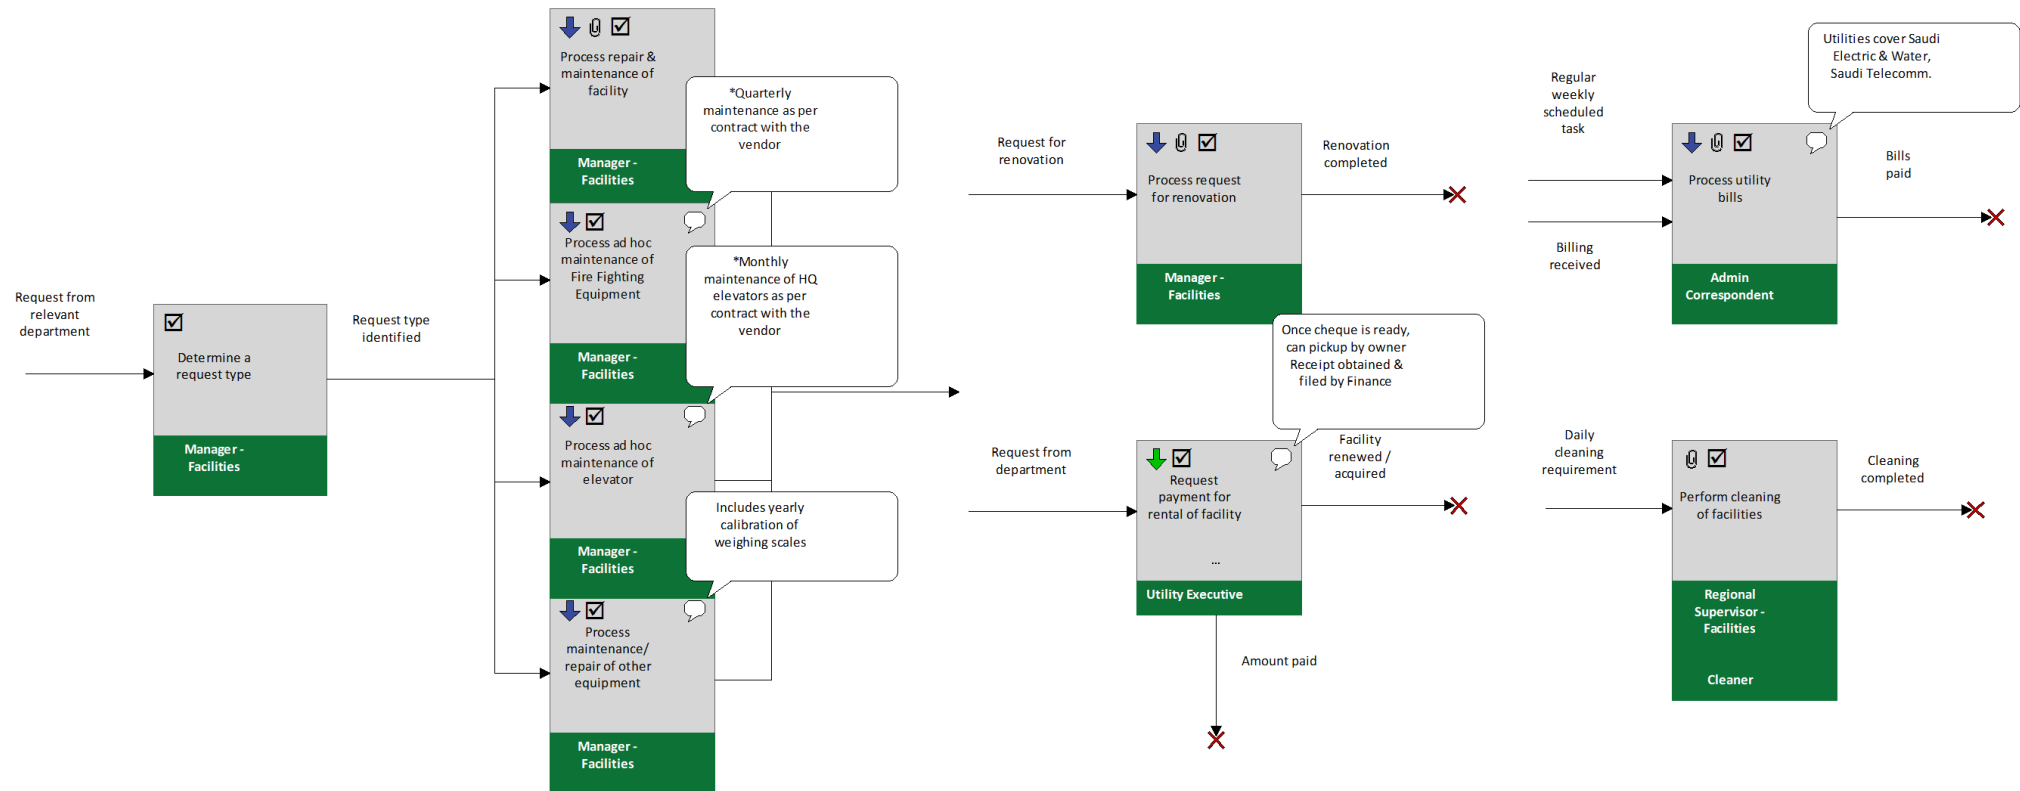 Request from
relevant
department
Determine a
request type
Manager -
Facilities
Request type
identified
Process repair &
maintenance of
facility
Manager -
Facilities
*Quarterly
maintenance as per
contract with the
vendor
Process ad hoc
maintenance of
Fire Fighting
Equipment
Manager -
Facilities
*Monthly
maintenance of HQ
elevators as per
contract with the
vendor
Process ad hoc
maintenance of
elevator
Manager -
Facilities
Includes yearly
calibration of
weighing scales
Process
maintenance/
repair of other
equipment
Manager -
Facilities
Request for
renovation
Process request
for renovation
Manager -
Facilities
Renovation
completed
Request from
department
Once cheque is ready,
can pickup by owner
Receipt obtained &
filed by Finance
Request
payment for
rental of facility
...
Utility Executive
Facility
renewed /
acquired
Amount paid
Regular
weekly
scheduled
task
Billing
received
Utilities cover Saudi
Electric & Water,
Saudi Telecomm.
Process utility
bills
Admin
Correspondent
Bills
paid
Daily
cleaning
requirement
Perform cleaning
of facilities
Regional
Supervisor -
Facilities
Cleaner
Cleaning
completed